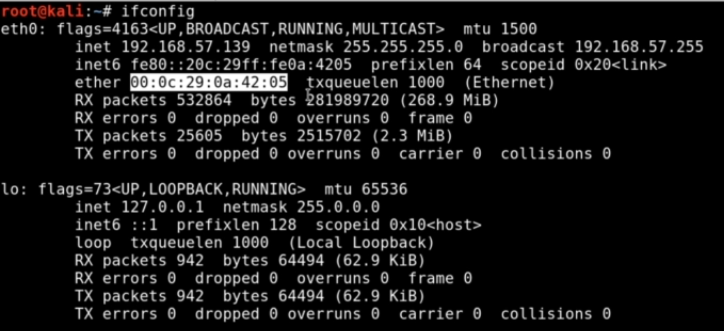 root@kali:~# ifconfig
eth0: flags=4163<UP,BROADCAST,RUNNING,MULTICAST>  mtu 1500
        inet 192.168.57.139  netmask 255.255.255.0  broadcast 192.168.57.255
        inet6 fe80::20c:29ff:fe0a:4205  prefixlen 64  scopeid 0x20<link>
        ether 00:0c:29:0a:42:05  txqueuelen 1000  (Ethernet)
        RX packets 532864  bytes 281989720 (268.9 MiB)
        RX errors 0  dropped 0  overruns 0  frame 0
        TX packets 25605  bytes 2515702 (2.3 MiB)
        TX errors 0  dropped 0 overruns 0  carrier 0  collisions 0
lo: flags=73<UP,LOOPBACK,RUNNING>  mtu 65536
        inet 127.0.0.1  netmask 255.0.0.0
        inet6 ::1  prefixlen 128  scopeid 0x10<host>
        loop  txqueuelen 1000  (Local Loopback)
        RX packets 942  bytes 64494 (62.9 KiB)
        RX errors 0  dropped 0  overruns 0  frame 0
        TX packets 942  bytes 64494 (62.9 KiB)
        TX errors 0  dropped 0 overruns 0  carrier 0  collisions 0